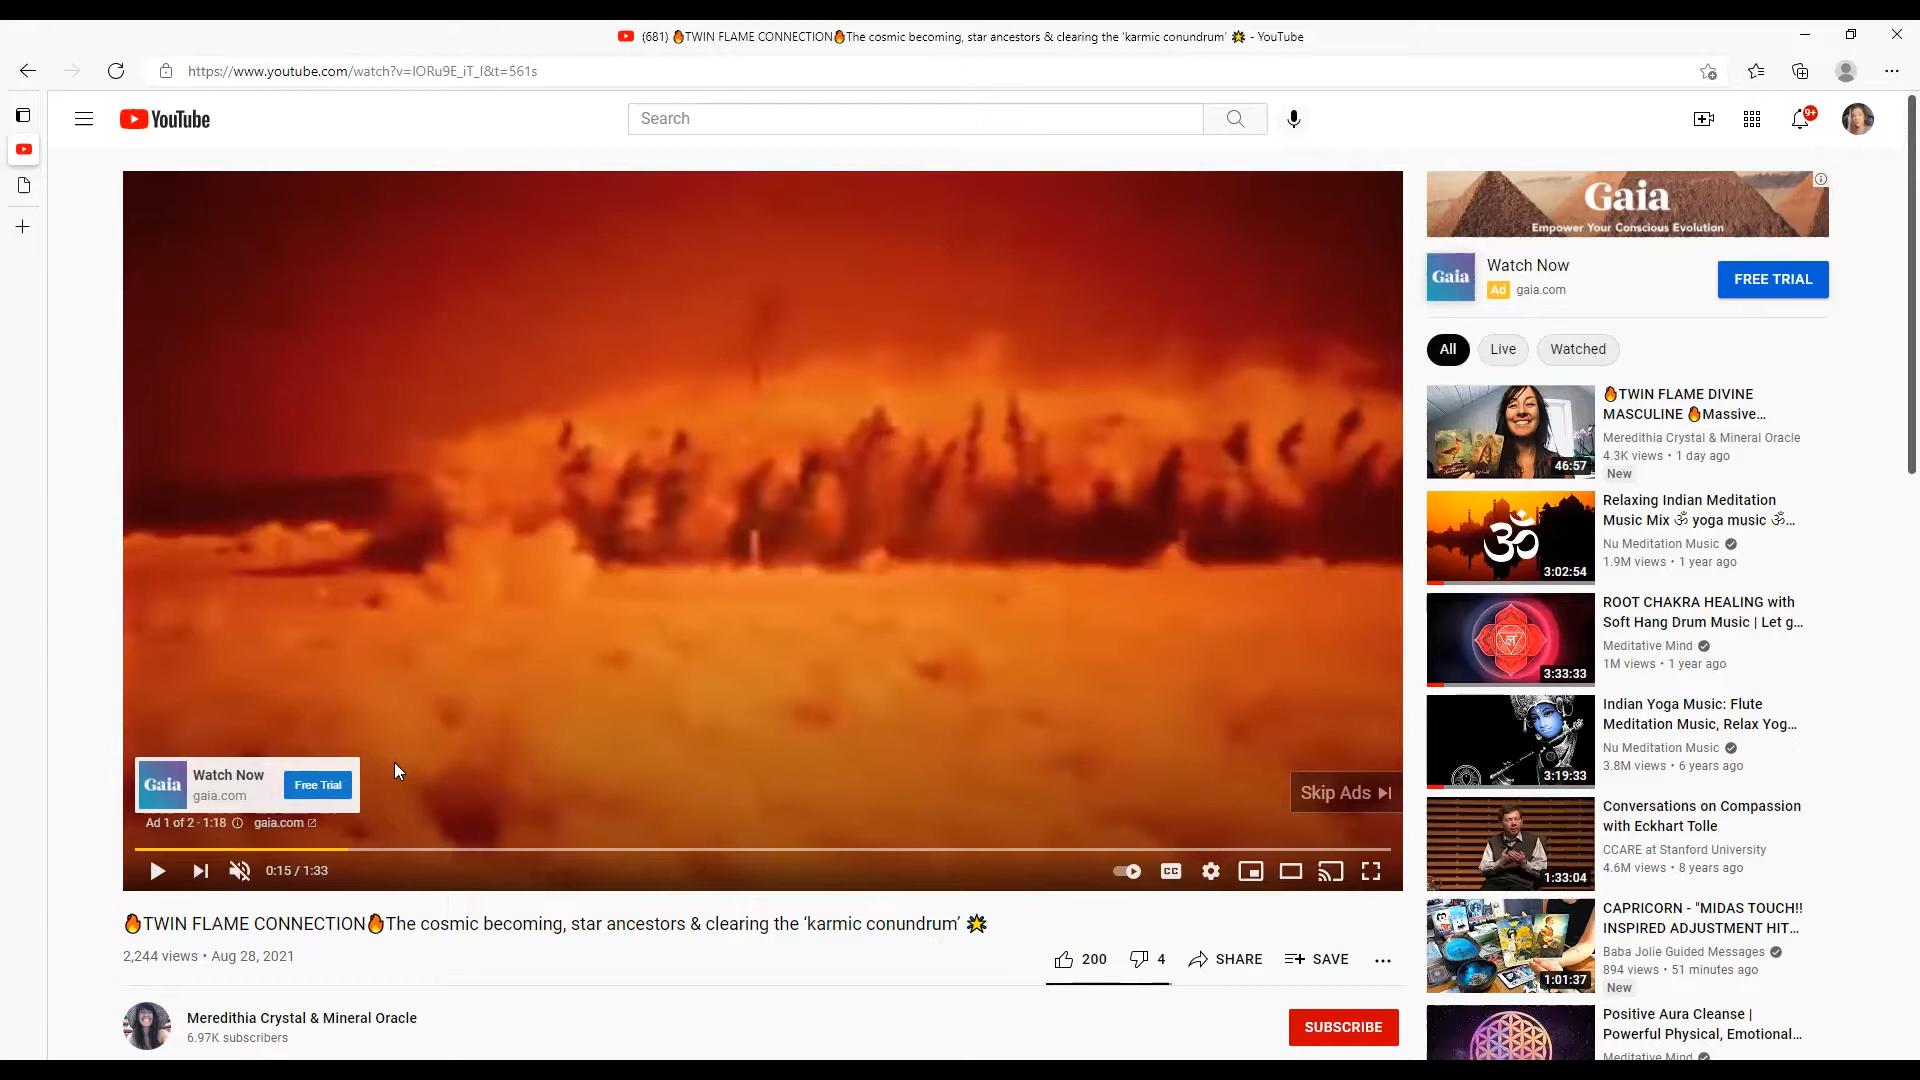 (681) 🔥TWIN FLAME CONNECTION🔥The cosmic becoming, star ancestors & clearing the ‘karmic conundrum’ 🌟 - YouTube
https://www.youtube.com/watch?v=IORu9E_iT_I&t=561s
YouTube
Search
9+
Gaia
Empower Your Conscious Evolution
Gaia
Watch Now
Ad gaia.com
FREE TRIAL
All
Live
Watched
🔥TWIN FLAME DIVINE
MASCULINE 🔥Massive...
Meredithia Crystal & Mineral Oracle
4.3K views • 1 day ago
New
46:57
Relaxing Indian Meditation
Music Mix ॐ yoga music ॐ...
Nu Meditation Music
1.9M views • 1 year ago
ॐ
3:02:54
ROOT CHAKRA HEALING with
Soft Hang Drum Music | Let g...
Meditative Mind
1M views • 1 year ago
3:33:33
Indian Yoga Music: Flute
Meditation Music, Relax Yog...
Nu Meditation Music
3.8M views • 6 years ago
3:19:33
Conversations on Compassion
with Eckhart Tolle
CCARE at Stanford University
4.6M views • 8 years ago
1:33:04
CAPRICORN - "MIDAS TOUCH!!
INSPIRED ADJUSTMENT HIT...
Baba Jolie Guided Messages
894 views • 51 minutes ago
New
1:01:37
Positive Aura Cleanse |
Powerful Physical, Emotional...
Meditative Mind
Gaia
Watch Now
gaia.com
Free Trial
Ad 1 of 2 · 1:18 gaia.com
Skip Ads
0:15 / 1:33
CC
🔥TWIN FLAME CONNECTION🔥The cosmic becoming, star ancestors & clearing the ‘karmic conundrum’ 🌟
2,244 views • Aug 28, 2021
200
4
SHARE
SAVE
Meredithia Crystal & Mineral Oracle
6.97K subscribers
SUBSCRIBE